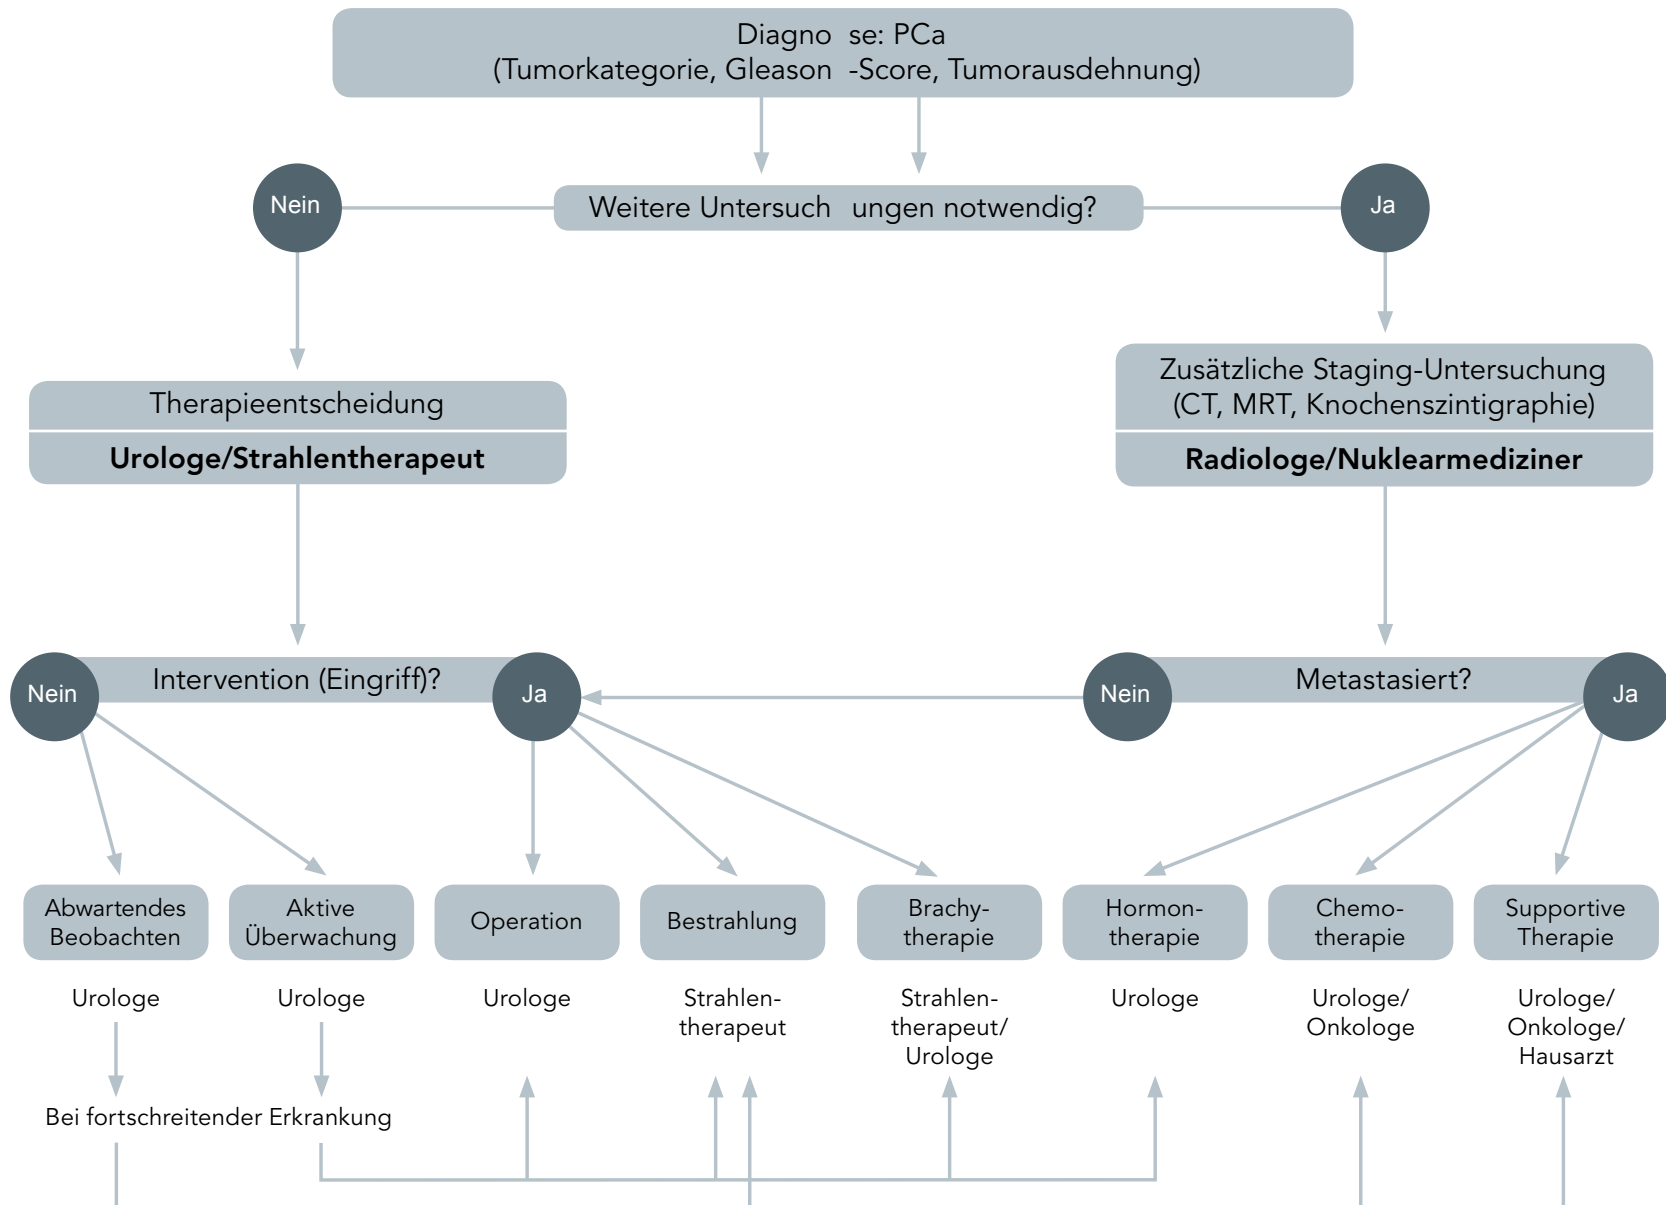 Diagno se: PCa
(Tumorkategorie, Gleason -Score, Tumorausdehnung)
Nein
Weitere Untersuch ungen notwendig?
Ja
Therapieentscheidung
Urologe/Strahlentherapeut
Zusätzliche Staging-Untersuchung
(CT, MRT, Knochenszintigraphie)
Radiologe/Nuklearmediziner
Nein
Intervention (Eingriff)?
Ja
Nein
Metastasiert?
Ja
Abwartendes
Beobachten
Aktive
Überwachung
Operation
Bestrahlung
Brachy-
therapie
Hormon-
therapie
Chemo-
therapie
Supportive
Therapie
Urologe
Urologe
Urologe
Strahlen-
therapeut
Strahlen-
therapeut/
Urologe
Urologe
Urologe/
Onkologe
Urologe/
Onkologe/
Hausarzt
Bei fortschreitender Erkrankung